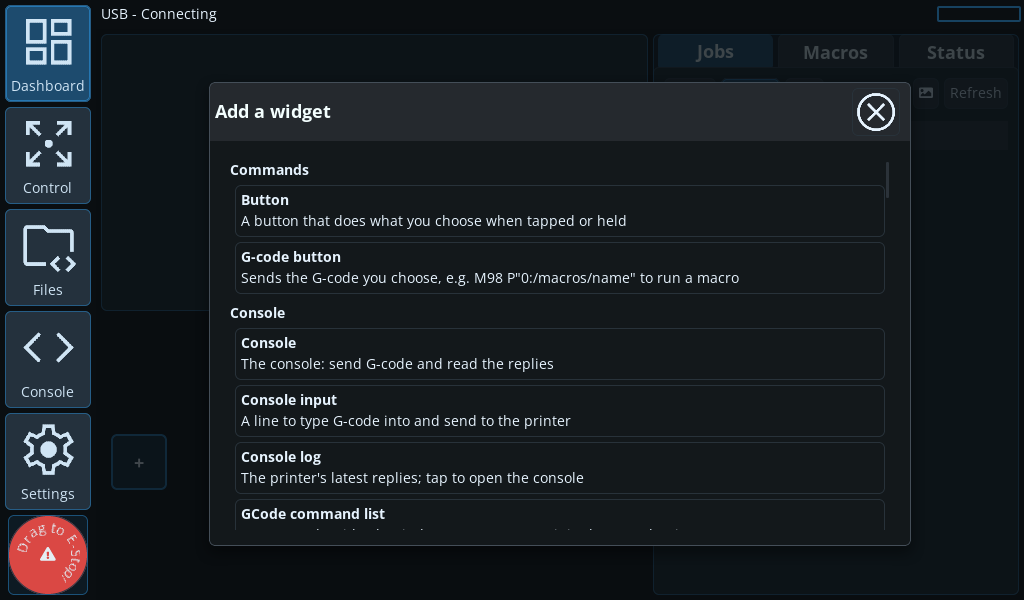 USB - Connecting
Dashboard
Control
Files
Console
Settings
Drag to E-Stop!
Jobs
Macros
Status
Refresh
Add a widget
Commands
Button
A button that does what you choose when tapped or held
G-code button
Sends the G-code you choose, e.g. M98 P"0:/macros/name" to run a macro
Console
Console
The console: send G-code and read the replies
Console input
A line to type G-code into and send to the printer
Console log
The printer's latest replies; tap to open the console
GCode command list
+